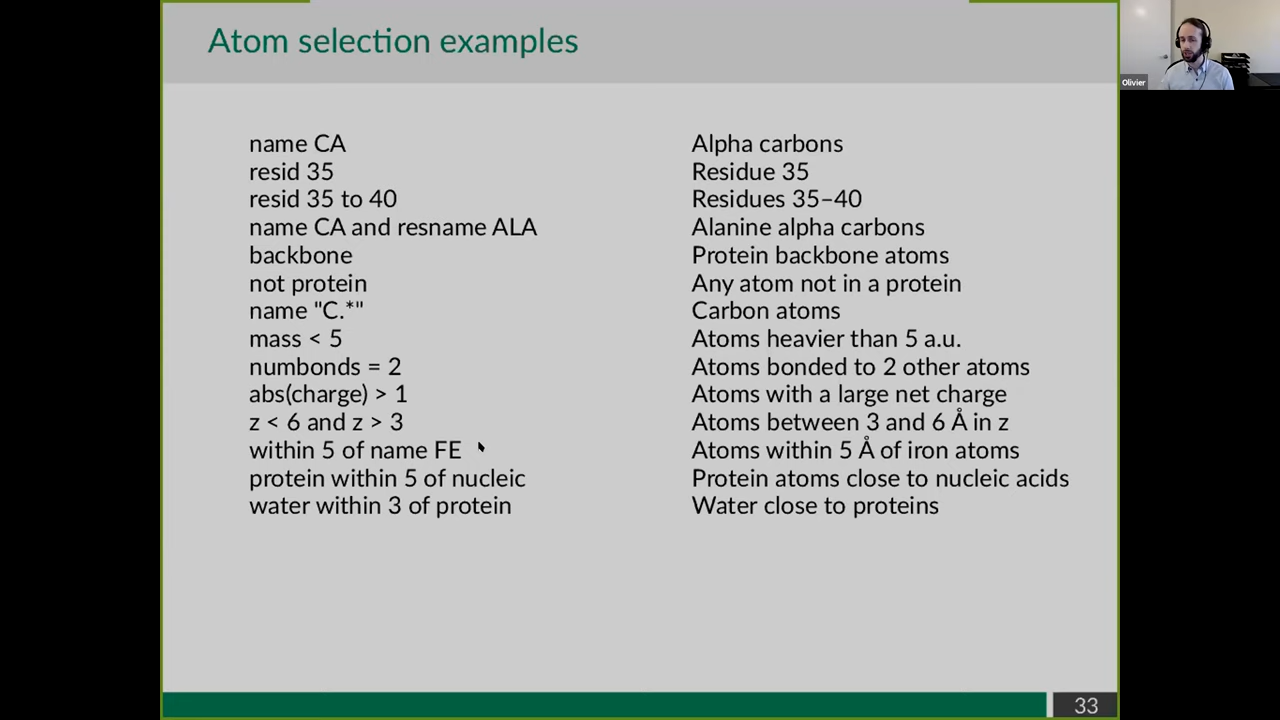 Atom selection examples
Olivier
name CA Alpha carbons
resid 35 Residue 35
resid 35 to 40 Residues 35–40
name CA and resname ALA Alanine alpha carbons
backbone Protein backbone atoms
not protein Any atom not in a protein
name "C.*" Carbon atoms
mass < 5 Atoms heavier than 5 a.u.
numbonds = 2 Atoms bonded to 2 other atoms
abs(charge) > 1 Atoms with a large net charge
z < 6 and z > 3 Atoms between 3 and 6 Å in z
within 5 of name FE Atoms within 5 Å of iron atoms
protein within 5 of nucleic Protein atoms close to nucleic acids
water within 3 of protein Water close to proteins
33